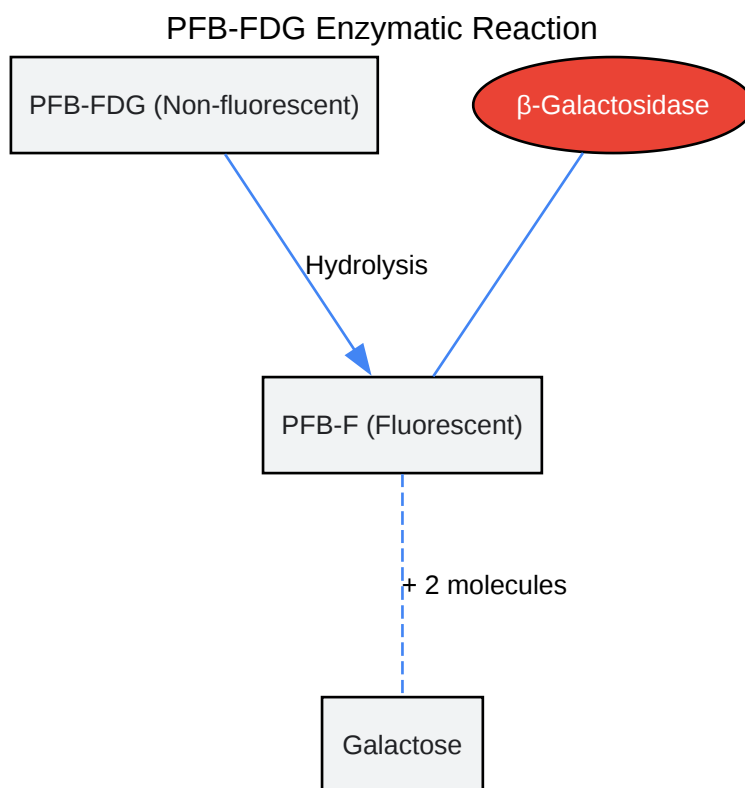 PFB-FDG Enzymatic Reaction
PFB-FDG (Non-fluorescent)
β-Galactosidase
Hydrolysis
PFB-F (Fluorescent)
+ 2 molecules
Galactose